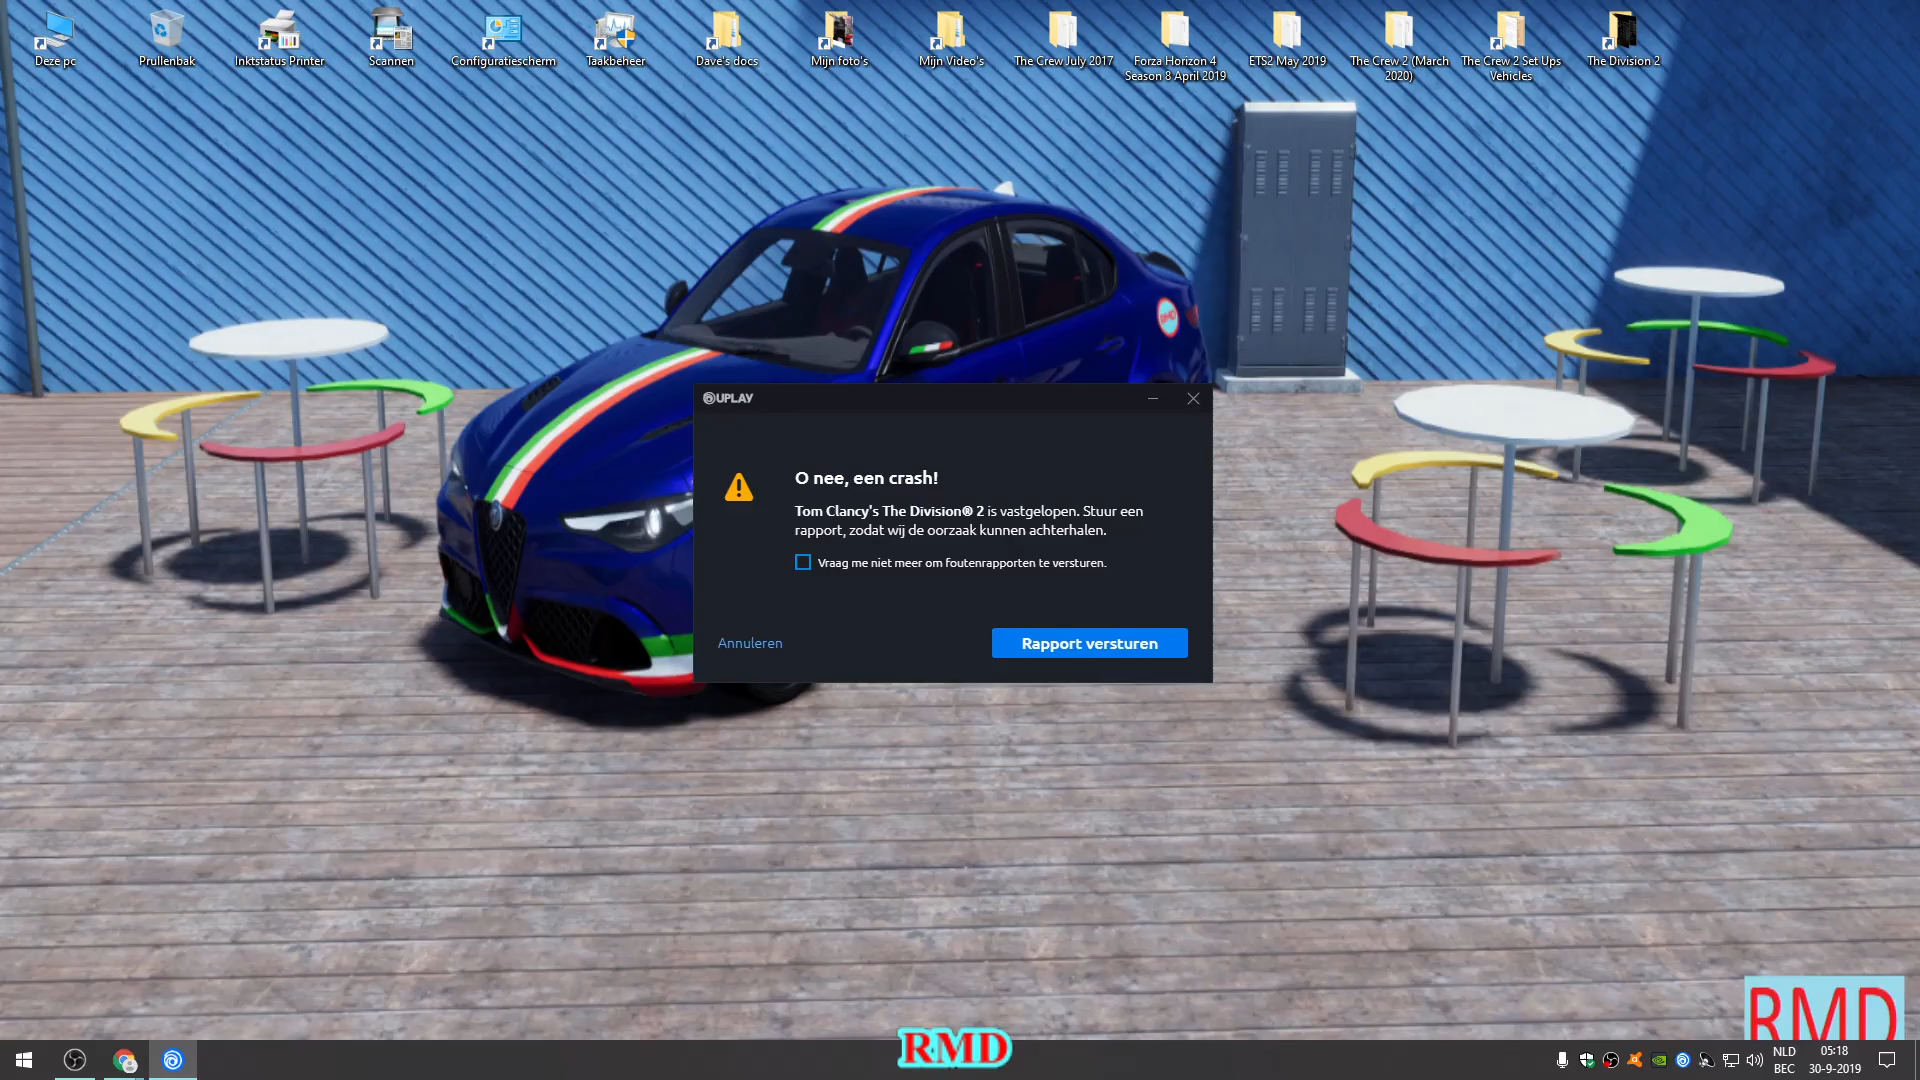 Deze pc
Prullenbak
Inktstatus Printer
Scannen
Configuratiescherm
Taakbeheer
Dave's docs
Mijn foto's
Mijn Video's
The Crew July 2017
Forza Horizon 4
Season 8 April 2019
ETS2 May 2019
The Crew 2 (March
2020)
The Crew 2 Set Ups
Vehicles
The Division 2
RMD
UPLAY
O nee, een crash!
Tom Clancy's The Division® 2 is vastgelopen. Stuur een
rapport, zodat wij de oorzaak kunnen achterhalen.
Vraag me niet meer om foutenrapporten te versturen.
Annuleren
Rapport versturen
RMD
RMD
NLD
BEC
05:18
30-9-2019